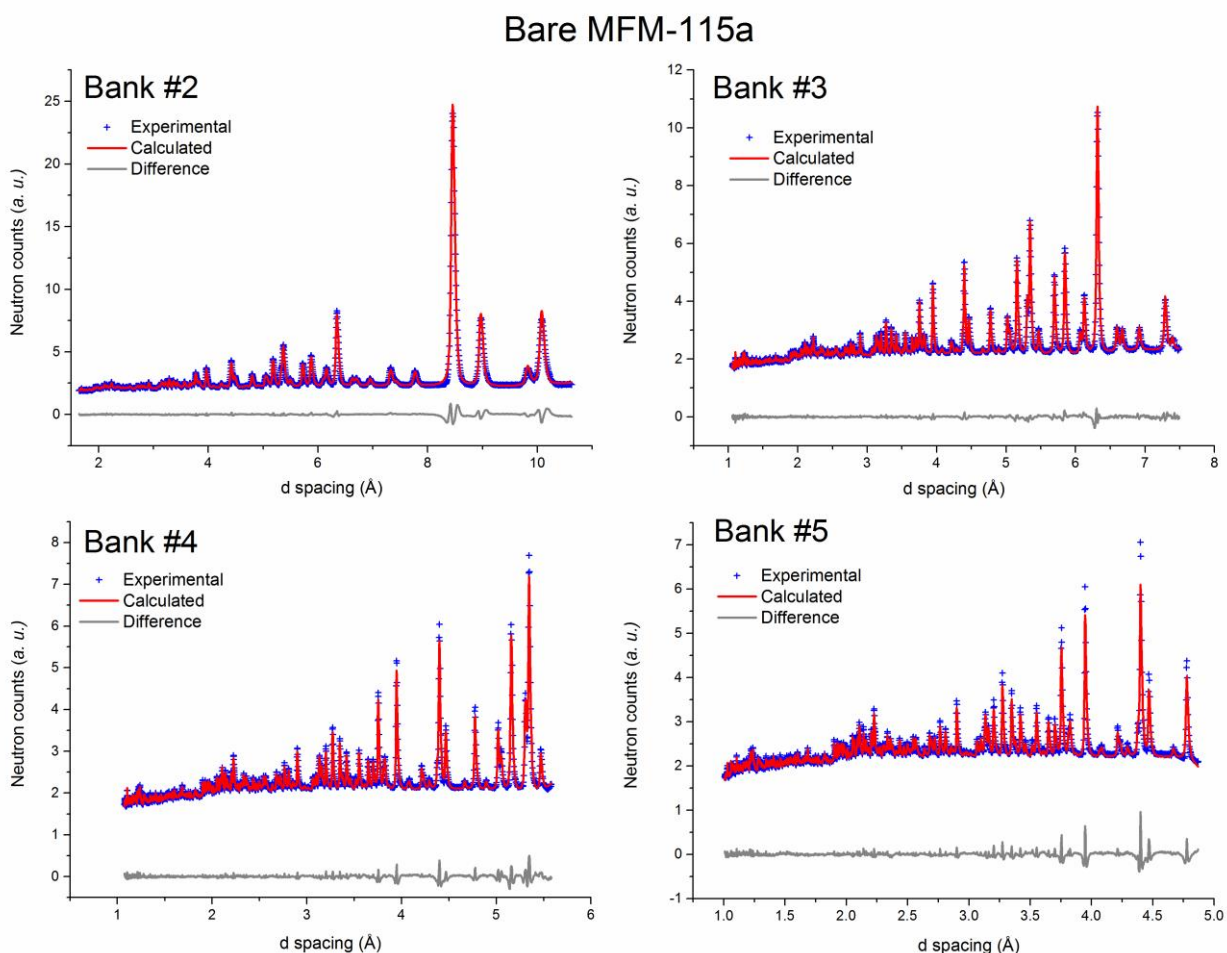 Bare MFM-115a
Bank #2
Experimental
Calculated
Difference
Neutron counts (a. u.)
25
20
15
10
5
0
2 4 6 8 10
d spacing (Å)
Bank #3
Experimental
Calculated
Difference
Neutron counts (a. u.)
12
10
8
6
4
2
0
0 1 2 3 4 5 6 7 8
d spacing (Å)
Bank #4
Experimental
Calculated
Difference
Neutron counts (a. u.)
8
7
6
5
4
3
2
1
0
1 2 3 4 5 6
d spacing (Å)
Bank #5
Experimental
Calculated
Difference
Neutron counts (a. u.)
7
6
5
4
3
2
1
0
-1
1.0 1.5 2.0 2.5 3.0 3.5 4.0 4.5 5.0
d spacing (Å)